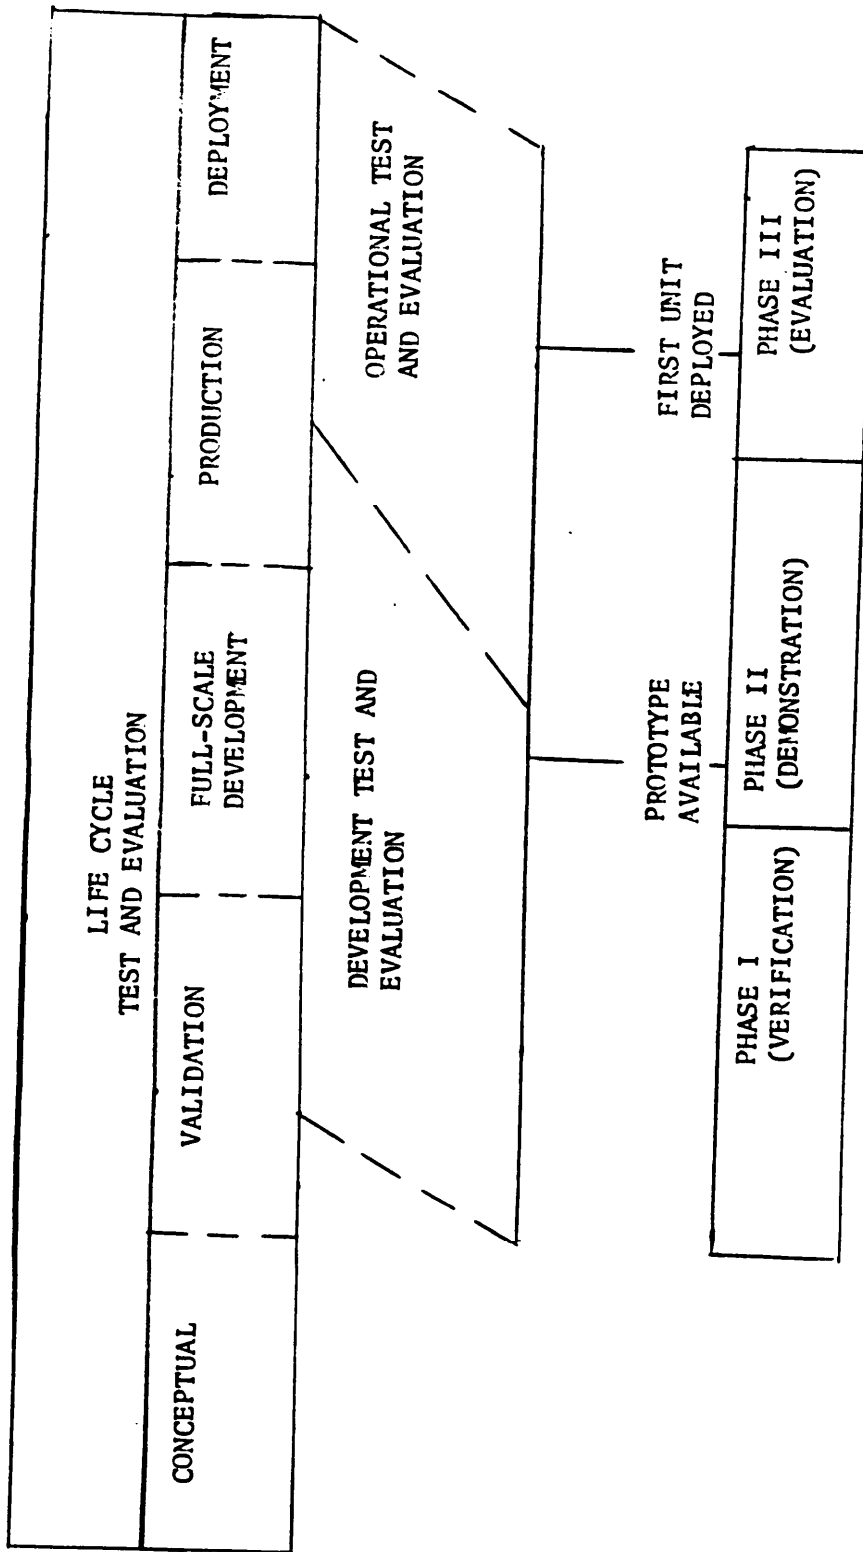 LIFE CYCLE
TEST AND EVALUATION
CONCEPTUAL
VALIDATION
FULL-SCALE
DEVELOPMENT
PRODUCTION
DEPLOYMENT
DEVELOPMENT TEST AND
EVALUATION
OPERATIONAL TEST
AND EVALUATION
PROTOTYPE
AVAILABLE
FIRST UNIT
DEPLOYED
PHASE I
(VERIFICATION)
PHASE II
(DEMONSTRATION)
PHASE III
(EVALUATION)